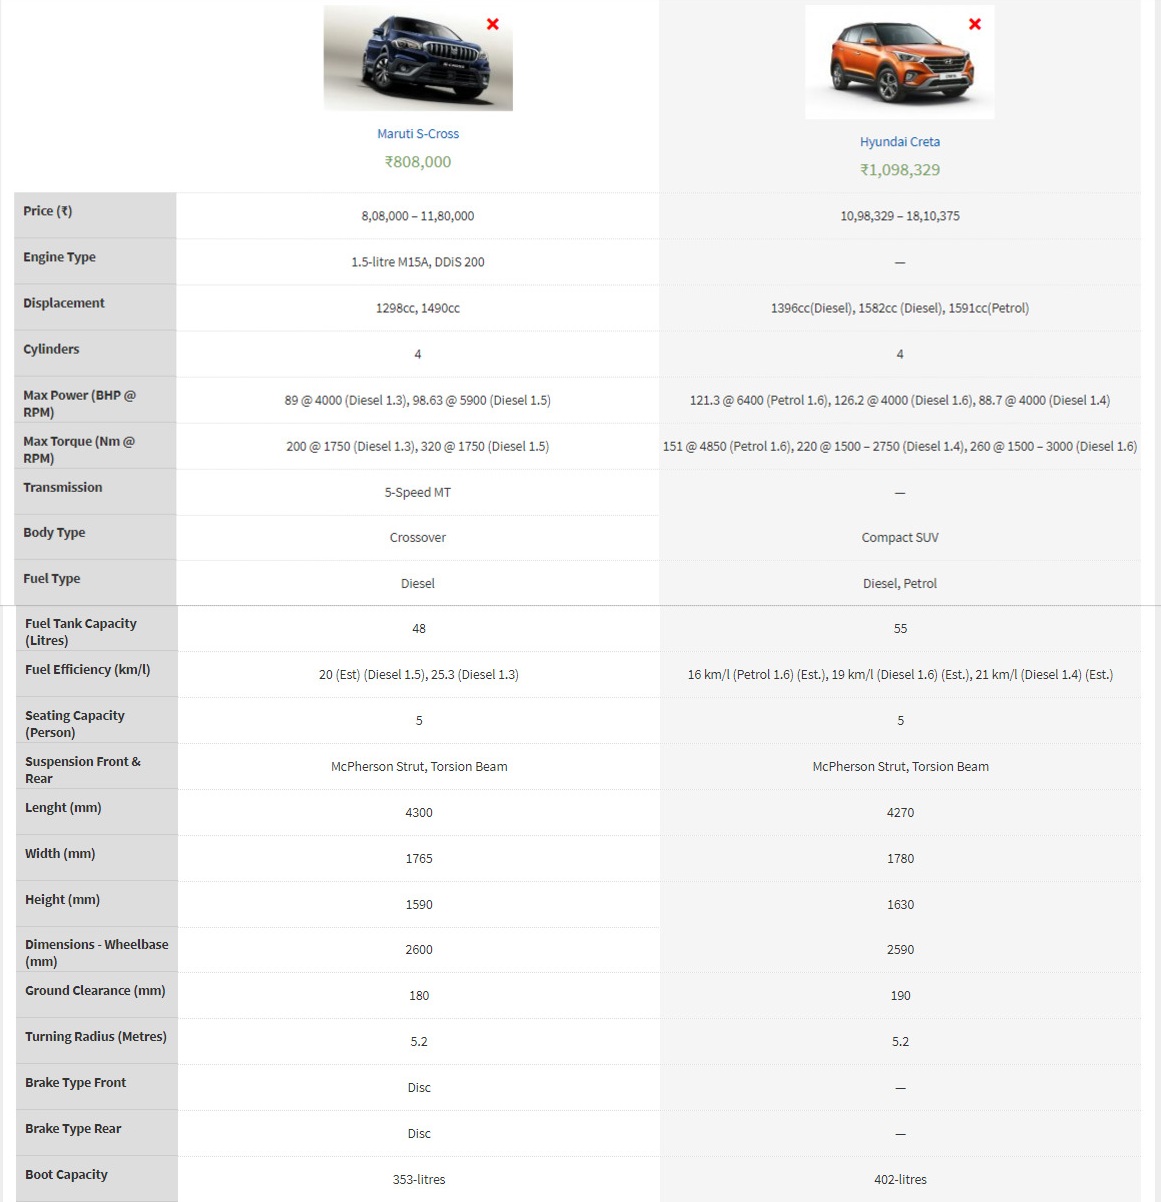 Maruti S-Cross
₹808,000
Hyundai Creta
₹1,098,329
Price (₹) 8,08,000 – 11,80,000 10,98,329 – 18,10,375
Engine Type 1.5-litre M15A, DDiS 200 —
Displacement 1298cc, 1490cc 1396cc(Diesel), 1582cc (Diesel), 1591cc(Petrol)
Cylinders 4 4
Max Power (BHP @
RPM) 89 @ 4000 (Diesel 1.3), 98.63 @ 5900 (Diesel 1.5) 121.3 @ 6400 (Petrol 1.6), 126.2 @ 4000 (Diesel 1.6), 88.7 @ 4000 (Diesel 1.4)
Max Torque (Nm @
RPM) 200 @ 1750 (Diesel 1.3), 320 @ 1750 (Diesel 1.5) 151 @ 4850 (Petrol 1.6), 220 @ 1500 – 2750 (Diesel 1.4), 260 @ 1500 – 3000 (Diesel 1.6)
Transmission 5-Speed MT —
Body Type Crossover Compact SUV
Fuel Type Diesel Diesel, Petrol
Fuel Tank Capacity
(Litres) 48 55
Fuel Efficiency (km/l) 20 (Est) (Diesel 1.5), 25.3 (Diesel 1.3) 16 km/l (Petrol 1.6) (Est.), 19 km/l (Diesel 1.6) (Est.), 21 km/l (Diesel 1.4) (Est.)
Seating Capacity
(Person) 5 5
Suspension Front &
Rear McPherson Strut, Torsion Beam McPherson Strut, Torsion Beam
Lenght (mm) 4300 4270
Width (mm) 1765 1780
Height (mm) 1590 1630
Dimensions - Wheelbase
(mm) 2600 2590
Ground Clearance (mm) 180 190
Turning Radius (Metres) 5.2 5.2
Brake Type Front Disc —
Brake Type Rear Disc —
Boot Capacity 353-litres 402-litres